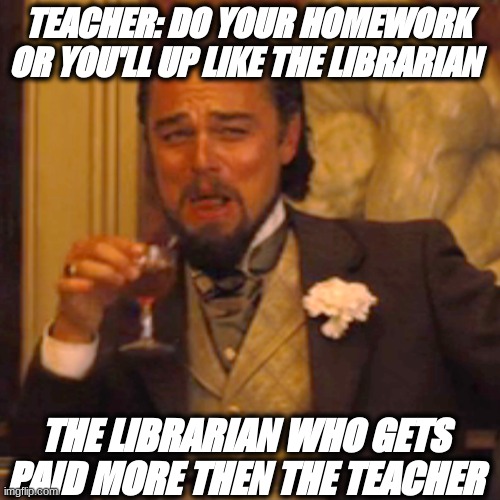 TEACHER: DO YOUR HOMEWORK
OR YOU'LL UP LIKE THE LIBRARIAN
THE LIBRARIAN WHO GETS
PAID MORE THEN THE TEACHER
imgflip.com